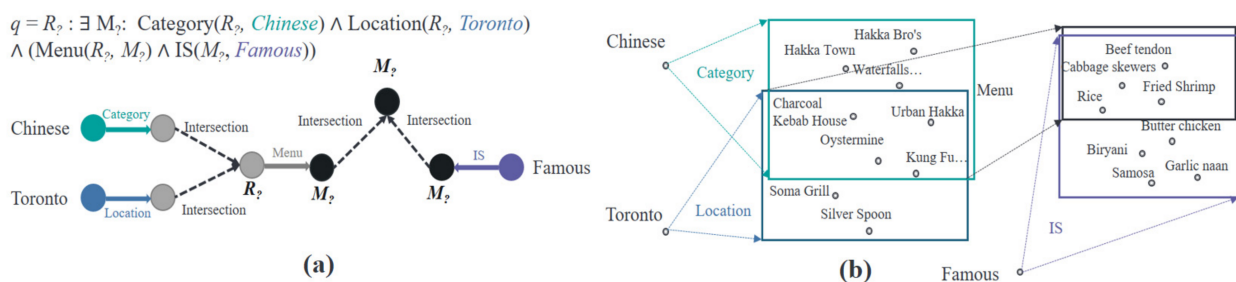 q = R? : ∃ M?: Category(R?, Chinese) ∧ Location(R?, Toronto)
∧ (Menu(R?, M?) ∧ IS(M?, Famous))
M?
Category
Chinese
Intersection
Intersection
Intersection
Menu
IS
Famous
R?
M?
M?
Toronto
Location
Intersection
(a)
Chinese
Category
Hakka Bro's
Hakka Town
Waterfalls…
Menu
Charcoal
Kebab House
Urban Hakka
Oystermine
Kung Fu…
Soma Grill
Silver Spoon
Toronto
Location
(b)
Beef tendon
Cabbage skewers
Rice
Fried Shrimp
Butter chicken
Biryani
Garlic naan
Samosa
IS
Famous